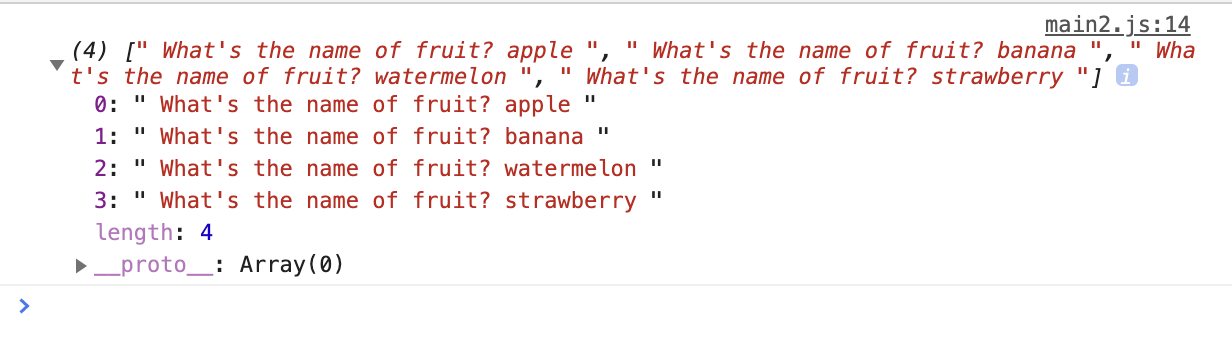 main2.js:14
(4) [" What's the name of fruit? apple ", " What's the name of fruit? banana ", " Wha
t's the name of fruit? watermelon ", " What's the name of fruit? strawberry "] i
0: " What's the name of fruit? apple "
1: " What's the name of fruit? banana "
2: " What's the name of fruit? watermelon "
3: " What's the name of fruit? strawberry "
length: 4
__proto__: Array(0)